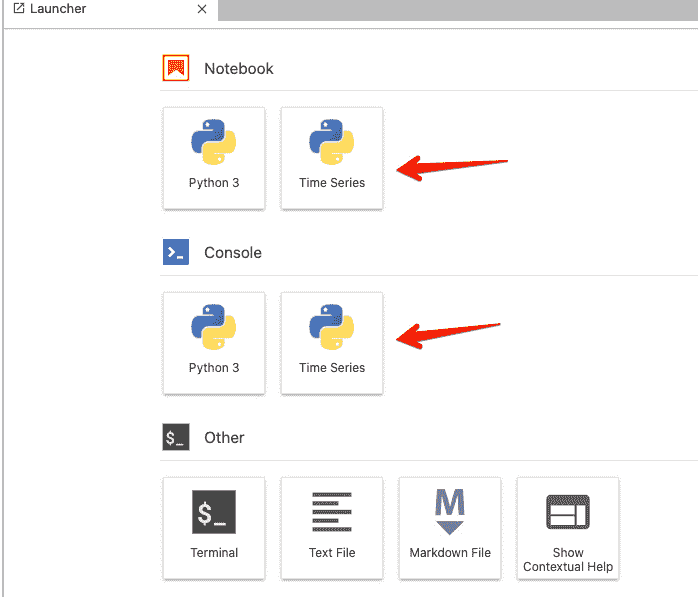 Launcher
Notebook
Python 3
Time Series
Console
Python 3
Time Series
$_ Other
$_
Terminal
Text File
M
Markdown File
Show
Contextual Help